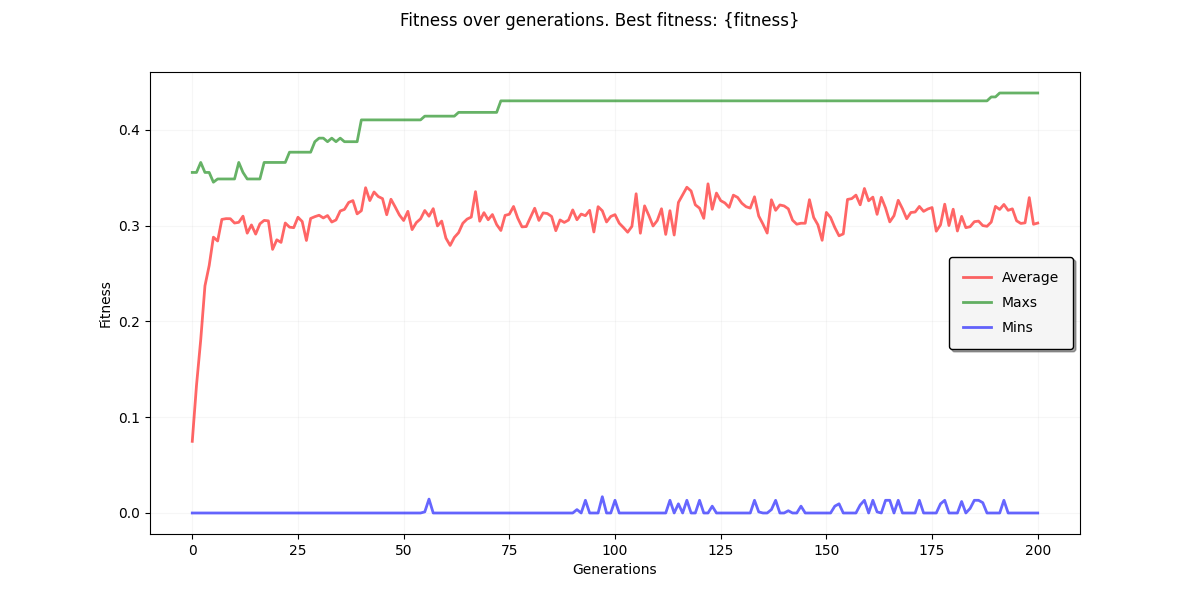 Fitness over generations. Best fitness: {fitness}
0.4
0.3
0.2
0.1
0.0
Fitness
Average
Maxs
Mins
0 25 50 75 100 125 150 175 200
Generations